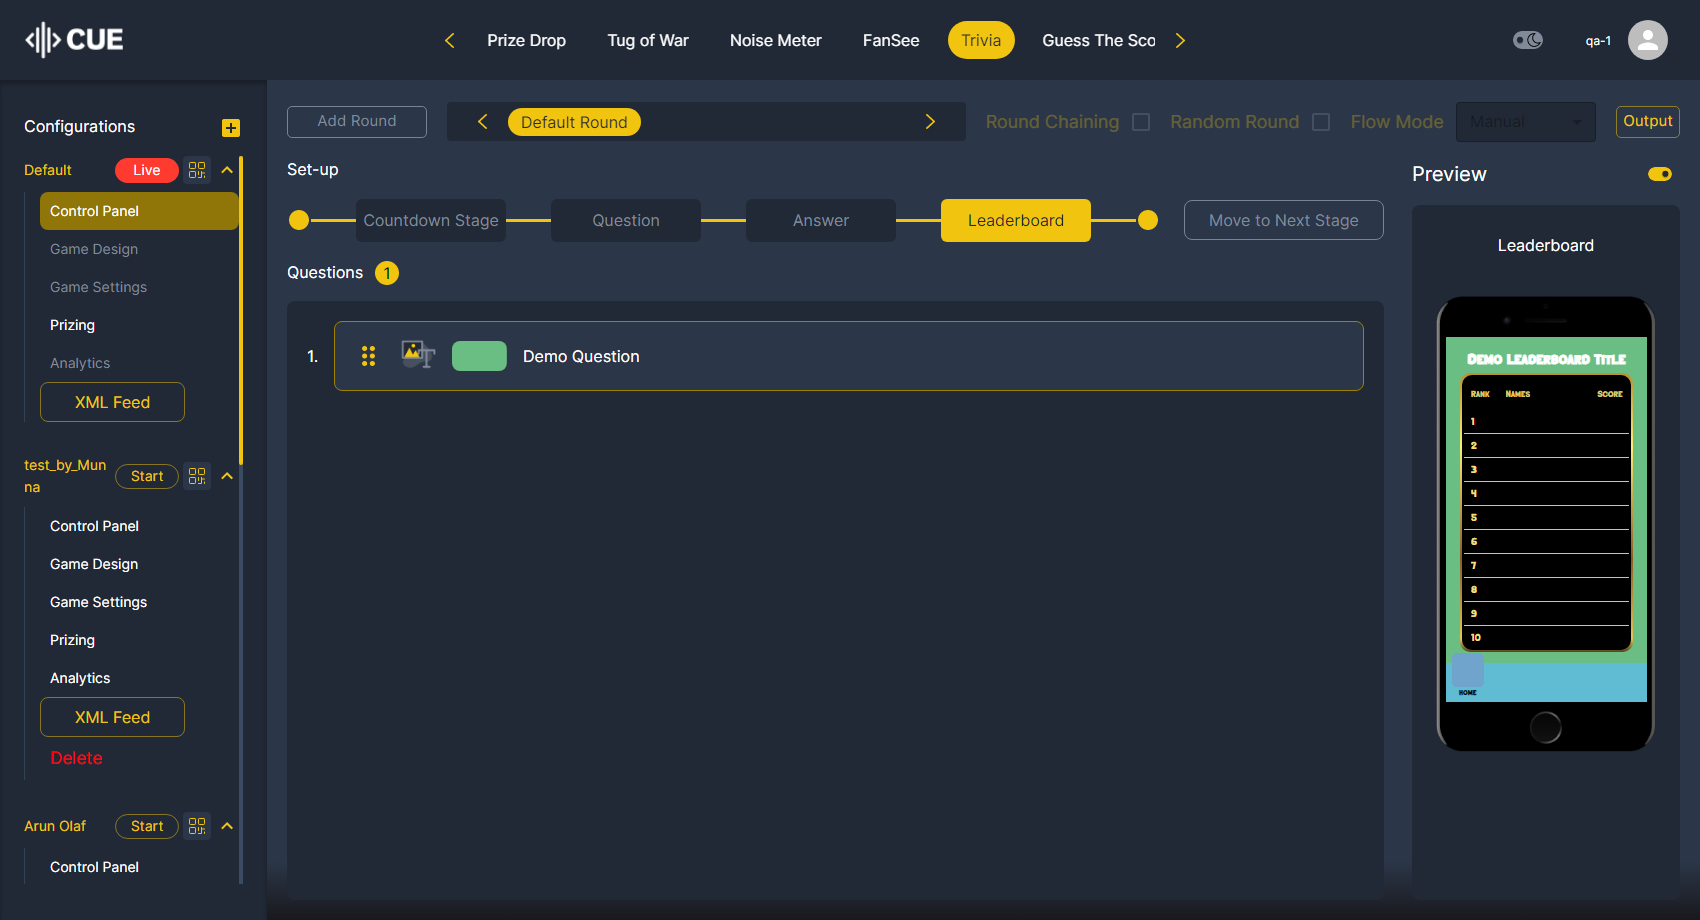 CUE
Prize Drop
Tug of War
Noise Meter
FanSee
Trivia
Guess The Sco
qa-1
Configurations
Default
Live
Control Panel
Game Design
Game Settings
Prizing
Analytics
XML Feed
test_by_Mun
na
Start
Control Panel
Game Design
Game Settings
Prizing
Analytics
XML Feed
Delete
Arun Olaf
Start
Control Panel
Add Round
Default Round
Round Chaining
Random Round
Flow Mode
Manual
Output
Set-up
Countdown Stage
Question
Answer
Leaderboard
Move to Next Stage
Questions
1
1.
Demo Question
Preview
Leaderboard
Demo Leaderboard Title
Rank
Names
Score
1
2
3
4
5
6
7
8
9
10
HOME